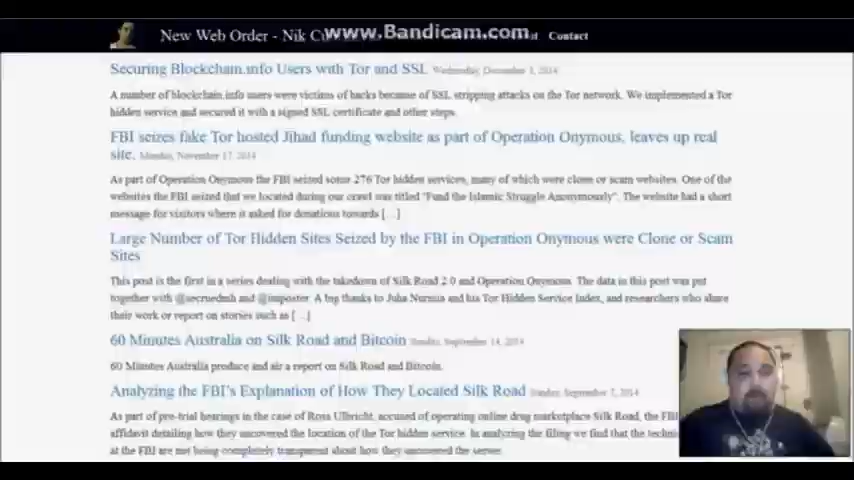 www.Bandicam.com
New Web Order - Nik
Contact
Securing Blockchain.info Users with Tor and SSL Wednesday, December 3, 2014
A number of blockchain.info users were victims of hacks because of SSL stripping attacks on the Tor network. We implemented a Tor
hidden service and secured it with a signed SSL certificate and other steps.
FBI seizes fake Tor hosted Jihad funding website as part of Operation Onymous, leaves up real
site. Monday, November 17, 2014
As part of Operation Onymous the FBI seized some 276 Tor hidden services, many of which were clone or scam websites. One of the
websites the FBI seized that we located during our crawl was titled "Fund the Islamic Struggle Anonymously". The website had a short
message for visitors where it asked for donations towards [...]
Large Number of Tor Hidden Sites Seized by the FBI in Operation Onymous were Clone or Scam
Sites
This post is the first in a series dealing with the takedown of Silk Road 2.0 and Operation Onymous. The data in this post was put
together with and @imposter. A big thanks to Juha Nurmi and his Tor Hidden Service Index, and researchers who share
their work or report on stories such as [...]
60 Minutes Australia on Silk Road and Bitcoin Sunday, September 14, 2014
60 Minutes Australia produce and air a report on Silk Road and Bitcoin.
Analyzing the FBI's Explanation of How They Located Silk Road Sunday, September 7, 2014
As part of pre-trial hearings in the case of Ross Ulbricht, accused of operating online drug marketplace Silk Road, the FBI
affidavit detailing how they uncovered the location of the Tor hidden service. In analyzing the filing we find that the
at the FBI are not being completely transparent about how they uncovered the server.